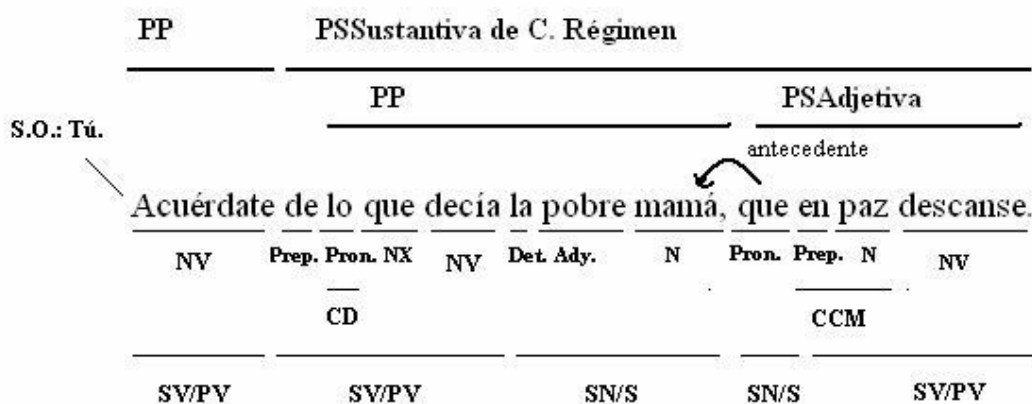 PP PSSustantiva de C. Régimen
PP PSAdjetiva
S.O.: Tú.
antecedente
Acuérdate de lo que decía la pobre mamá, que en paz descanse.
NV Prep. Pron. NX NV Det. Ady. N Pron. Prep. N NV
CD CCM
SV/PV SV/PV SN/S SN/S SV/PV